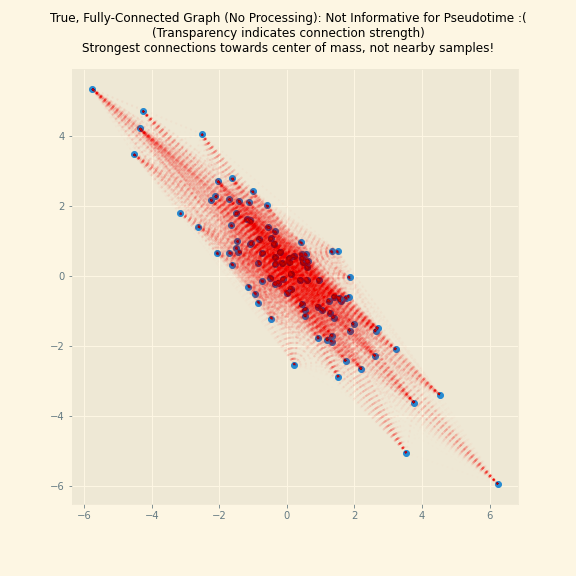 True, Fully-Connected Graph (No Processing): Not Informative for Pseudotime :(
(Transparency indicates connection strength)
Strongest connections towards center of mass, not nearby samples!
4
2
0
−2
−4
−6
−6 −4 −2 0 2 4 6